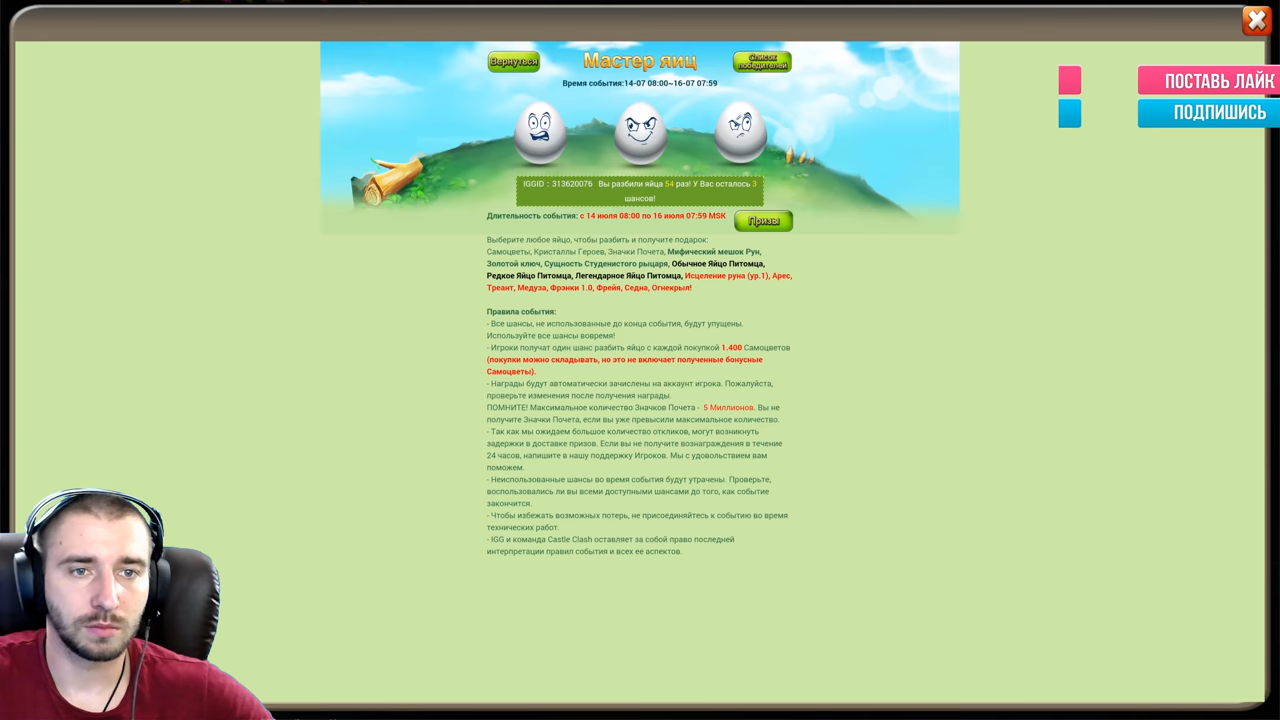 Вернуться
Мастер яиц
Список
победителей
ПОСТАВЬ ЛАЙК
ПОДПИШИСЬ
Время события:14-07 08:00~16-07 07:59
IGGID : 313620076 Вы разбили яйца 54 раз! У Вас осталось 3
шансов!
Длительность события: с 14 июля 08:00 по 16 июля 07:59 MSK
Призы
Выберите любое яйцо, чтобы разбить и получите подарок:
Самоцветы, Кристаллы Героев, Значки Почета, Мифический мешок Рун,
Золотой ключ, Сущность Студенистого рыцаря, Обычное Яйцо Питомца,
Редкое Яйцо Питомца, Легендарное Яйцо Питомца, Исцеление руна (ур.1), Арес,
Треант, Медуза, Фрэнки 1.0, Фрейя, Седна, Огнекрыл!
Правила события:
- Все шансы, не использованные до конца события, будут упущены.
Используйте все шансы вовремя!
- Игроки получат один шанс разбить яйцо с каждой покупкой 1.400 Самоцветов
(покупки можно складывать, но это не включает полученные бонусные
Самоцветы).
- Награды будут автоматически зачислены на аккаунт игрока. Пожалуйста,
проверьте изменения после получения награды.
ПОМНИТЕ! Максимальное количество Значков Почета - 5 Миллионов. Вы не
получите Значки Почета, если вы уже превысили максимальное количество.
- Так как мы ожидаем большое количество откликов, могут возникнуть
задержки в доставке призов. Если вы не получите вознаграждения в течение
24 часов, напишите в нашу поддержку Игроков. Мы с удовольствием вам
поможем.
- Неиспользованные шансы во время события будут утрачены. Проверьте,
воспользовались ли вы всеми доступными шансами до того, как событие
закончится.
- Чтобы избежать возможных потерь, не присоединяйтесь к событию во время
технических работ.
- IGG и команда Castle Clash оставляет за собой право последней
интерпретации правил события и всех ее аспектов.